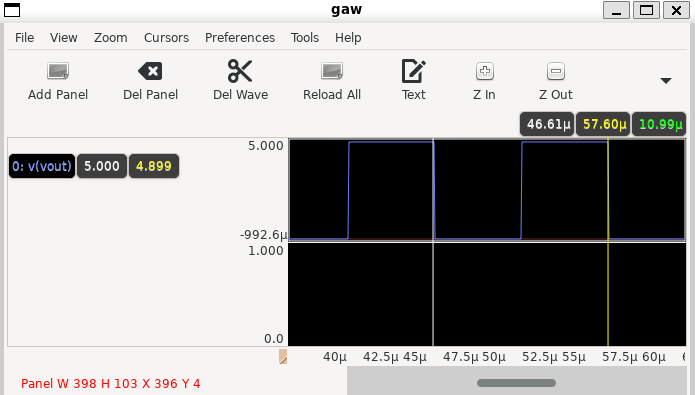 gaw
File View Zoom Cursors Preferences Tools Help
Add Panel Del Panel Del Wave Reload All Text Z In Z Out
46.61µ 57.60µ 10.99µ
5.000
0: v(vout) 5.000 4.899
-992.6µ
1.000
0.0
40µ 42.5µ 45µ 47.5µ 50µ 52.5µ 55µ 57.5µ 60µ
Panel W 398 H 103 X 396 Y 4